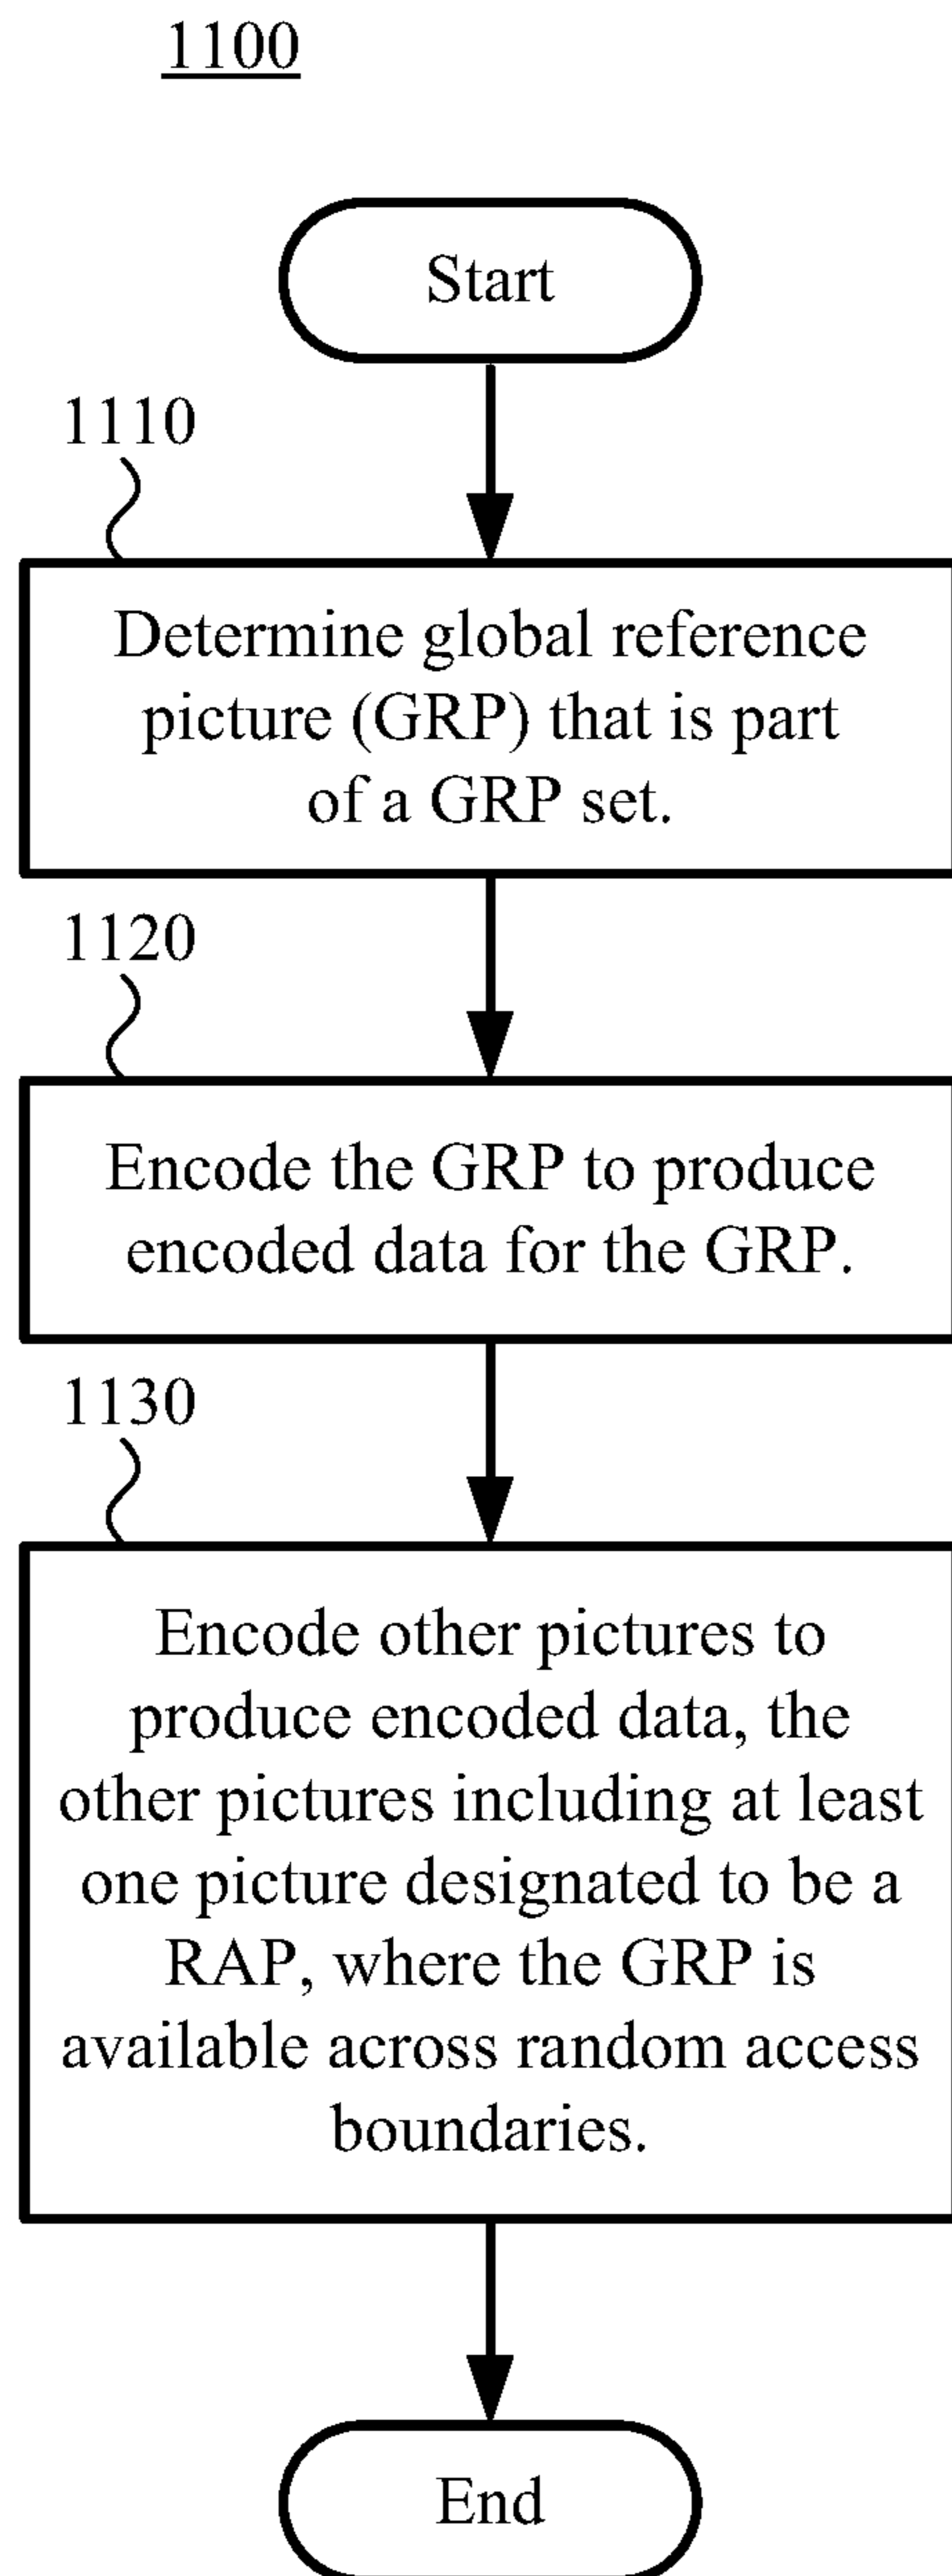 1100
Start
1110
Determine global reference
picture (GRP) that is part
of a GRP set.
1120
Encode the GRP to produce
encoded data for the GRP.
1130
Encode other pictures to
produce encoded data, the
other pictures including at least
one picture designated to be a
RAP, where the GRP is
available across random access
boundaries.
End